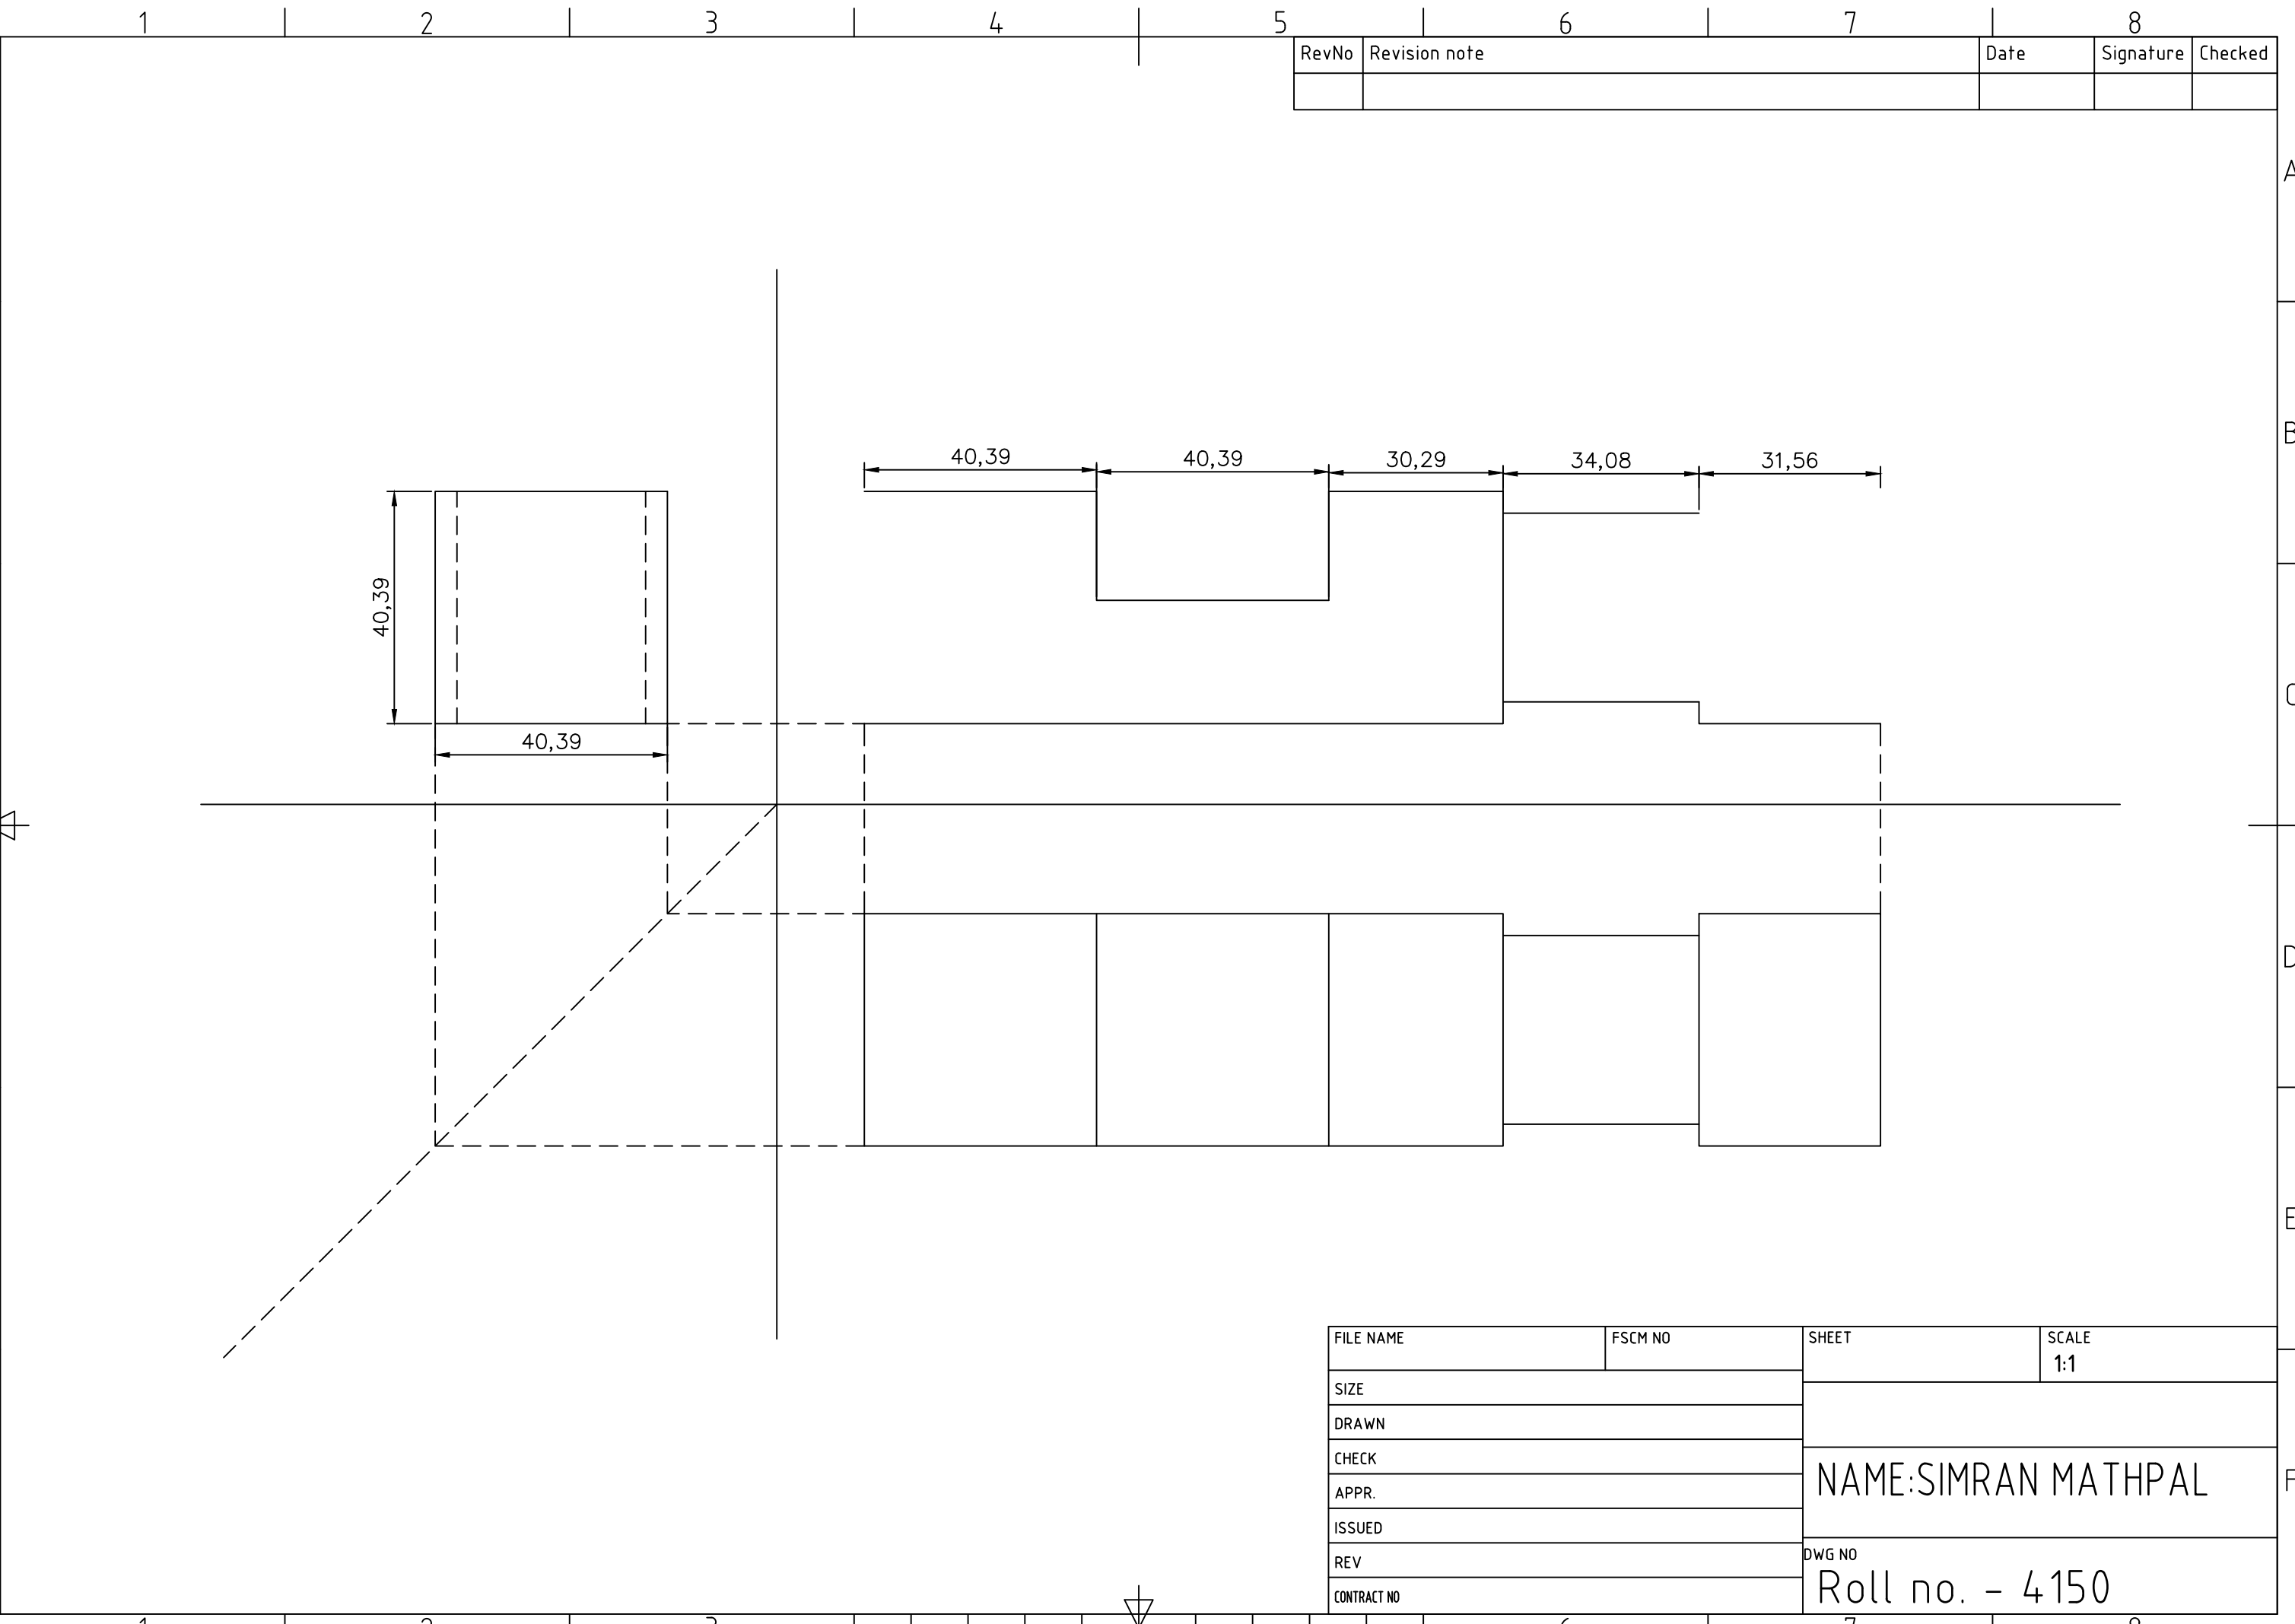 1 2 3 4 5 6 7 8
RevNo Revision note Date Signature Checked
A
B
40,39 40,39 30,29 34,08 31,56
40,39
C
40,39
D
E
FILE NAME FSCM NO SHEET SCALE
1:1
SIZE
DRAWN
CHECK
APPR.
NAME:SIMRAN MATHPAL
F
ISSUED
REV
DWG NO
CONTRACT NO
Roll no. - 4150